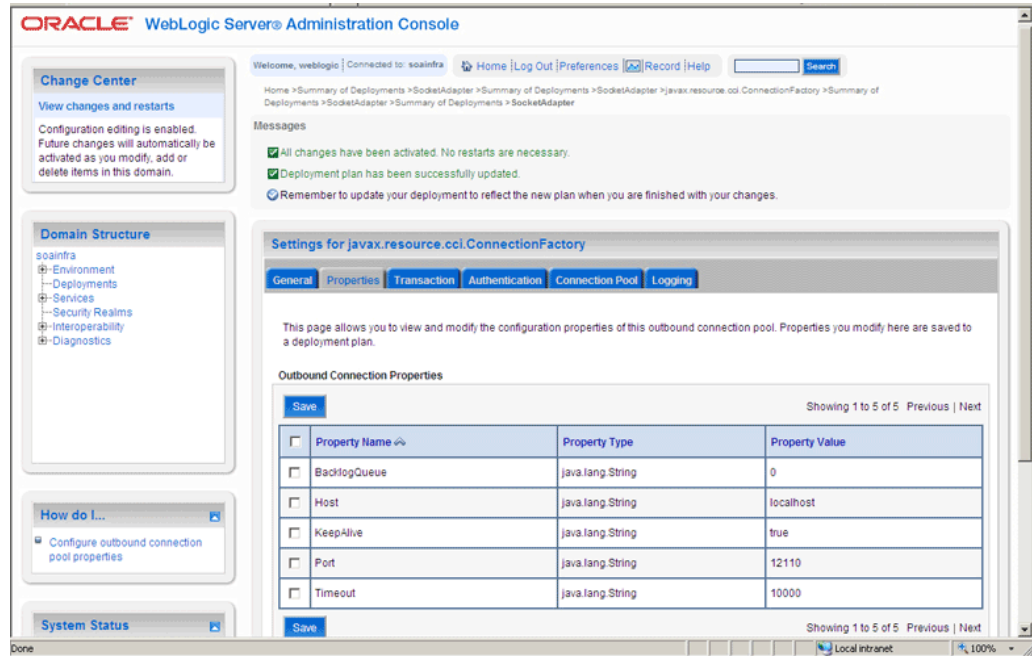 ORACLE® WebLogic Server® Administration Console
Change Center
View changes and restarts
Configuration editing is enabled.
Future changes will automatically be
activated as you modify, add or
delete items in this domain.
Domain Structure
soainfra
Environment
Deployments
Services
Security Realms
Interoperability
Diagnostics
How do I...
Configure outbound connection
pool properties
System Status
Welcome, weblogic | Connected to: soainfra Home | Log Out | Preferences | Record | Help Search
Home >Summary of Deployments >SocketAdapter >Summary of Deployments >SocketAdapter >javax.resource.cci.ConnectionFactory >Summary of
Deployments >SocketAdapter >Summary of Deployments >SocketAdapter
Messages
All changes have been activated. No restarts are necessary.
Deployment plan has been successfully updated.
Remember to update your deployment to reflect the new plan when you are finished with your changes.
Settings for javax.resource.cci.ConnectionFactory
General Properties Transaction Authentication Connection Pool Logging
This page allows you to view and modify the configuration properties of this outbound connection pool. Properties you modify here are saved to
a deployment plan.
Outbound Connection Properties
Save Showing 1 to 5 of 5 Previous | Next
Property Name Property Type Property Value
BacklogQueue java.lang.String 0
Host java.lang.String localhost
KeepAlive java.lang.String true
Port java.lang.String 12110
Timeout java.lang.String 10000
Save Showing 1 to 5 of 5 Previous | Next
Done Local intranet 100%